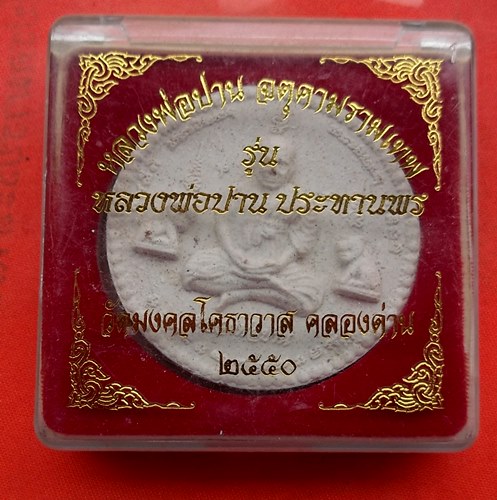 หลวงพ่อปาน จตุคามรามเทพ
รุ่น
หลวงพ่อปาน ประทานพร
วัดมงคลโคธาวาส คลองด่าน
๒๕๕๐